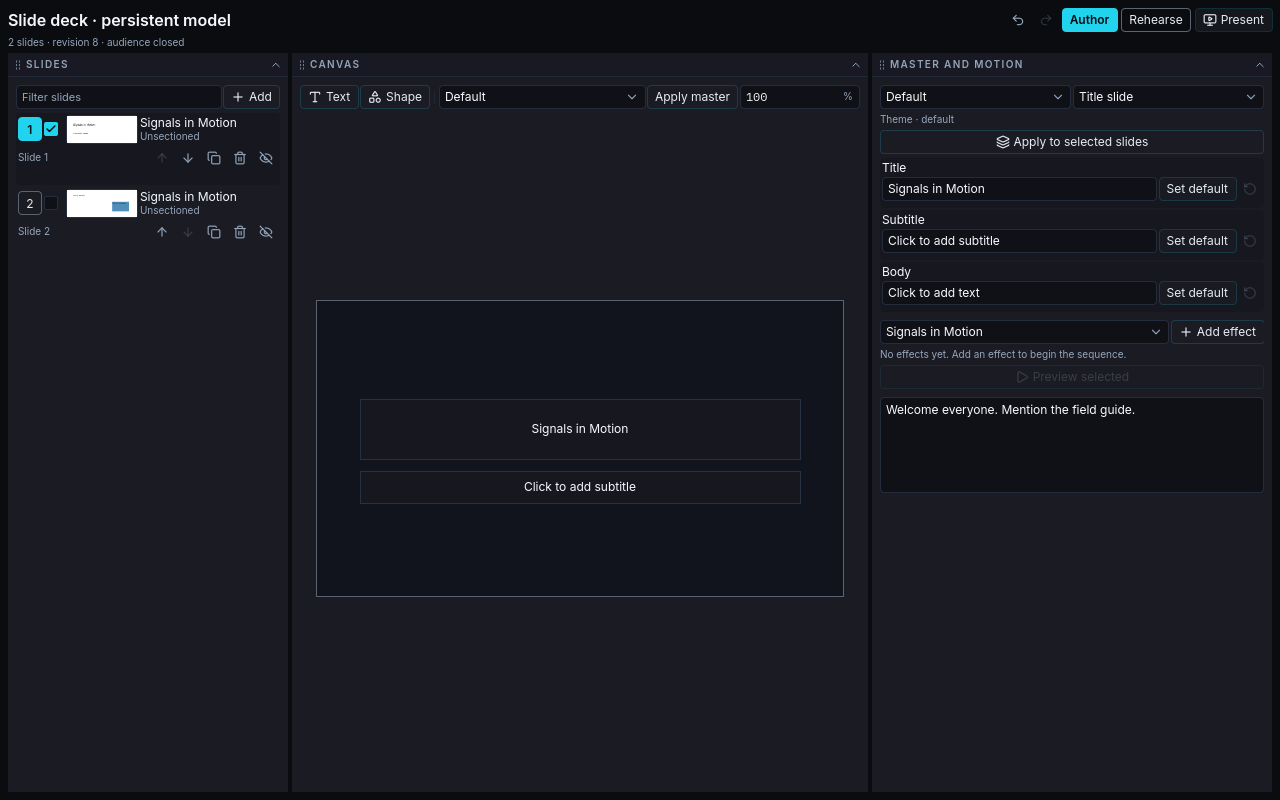 Slide deck · persistent model
2 slides · revision 8 · audience closed
Author
Rehearse
Present
SLIDES
Filter slides
Add
1
Signals in Motion
Unsectioned
Slide 1
2
Signals in Motion
Unsectioned
Slide 2
CANVAS
Text
Shape
Default
Apply master
100 %
Signals in Motion
Click to add subtitle
MASTER AND MOTION
Default
Title slide
Theme · default
Apply to selected slides
Title
Signals in Motion
Set default
Subtitle
Click to add subtitle
Set default
Body
Click to add text
Set default
Signals in Motion
Add effect
No effects yet. Add an effect to begin the sequence.
Preview selected
Welcome everyone. Mention the field guide.